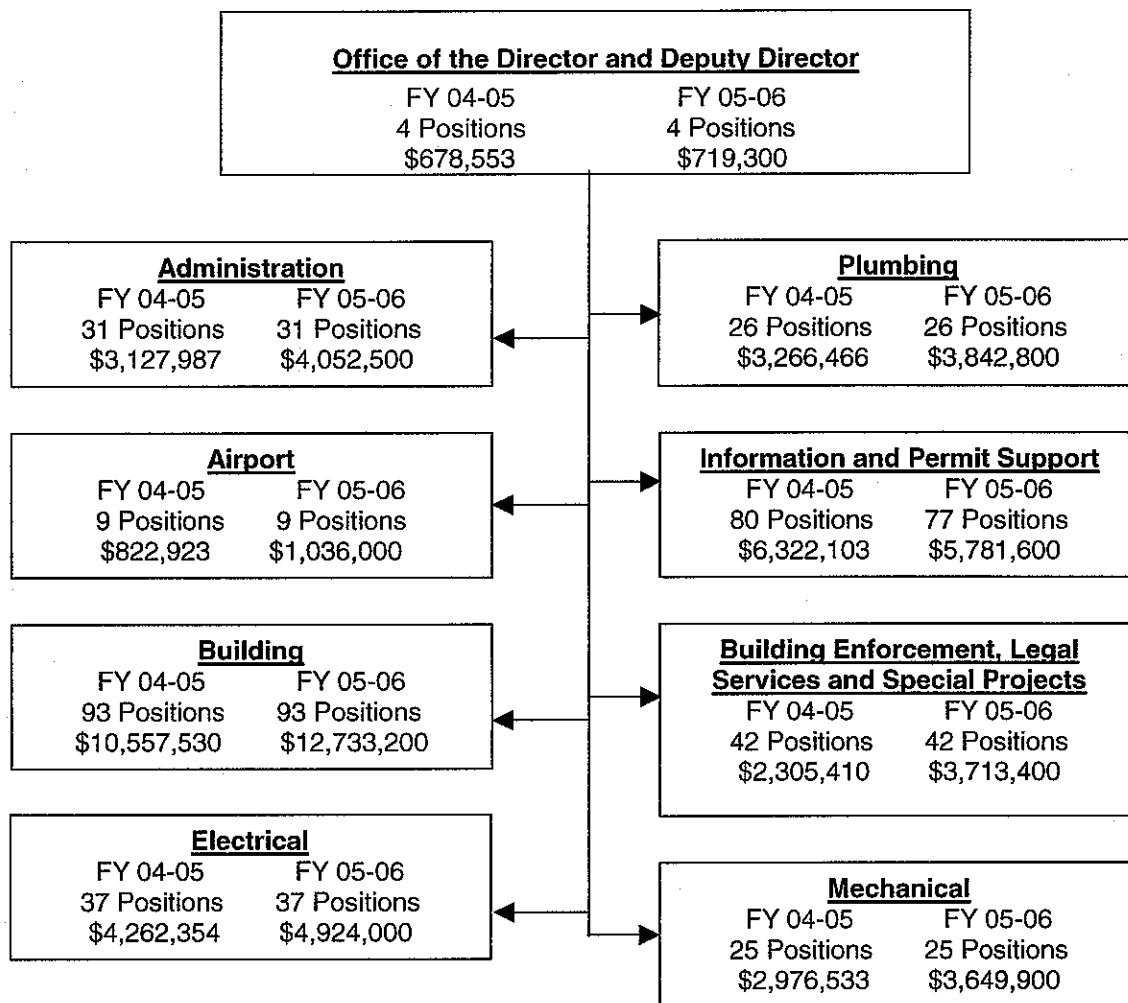 Office of the Director and Deputy Director
FY 04-05 FY 05-06
4 Positions 4 Positions
$678,553 $719,300
Administration
FY 04-05 FY 05-06
31 Positions 31 Positions
$3,127,987 $4,052,500
Plumbing
FY 04-05 FY 05-06
26 Positions 26 Positions
$3,266,466 $3,842,800
Airport
FY 04-05 FY 05-06
9 Positions 9 Positions
$822,923 $1,036,000
Information and Permit Support
FY 04-05 FY 05-06
80 Positions 77 Positions
$6,322,103 $5,781,600
Building
FY 04-05 FY 05-06
93 Positions 93 Positions
$10,557,530 $12,733,200
Building Enforcement, Legal
Services and Special Projects
FY 04-05 FY 05-06
42 Positions 42 Positions
$2,305,410 $3,713,400
Electrical
FY 04-05 FY 05-06
37 Positions 37 Positions
$4,262,354 $4,924,000
Mechanical
FY 04-05 FY 05-06
25 Positions 25 Positions
$2,976,533 $3,649,900